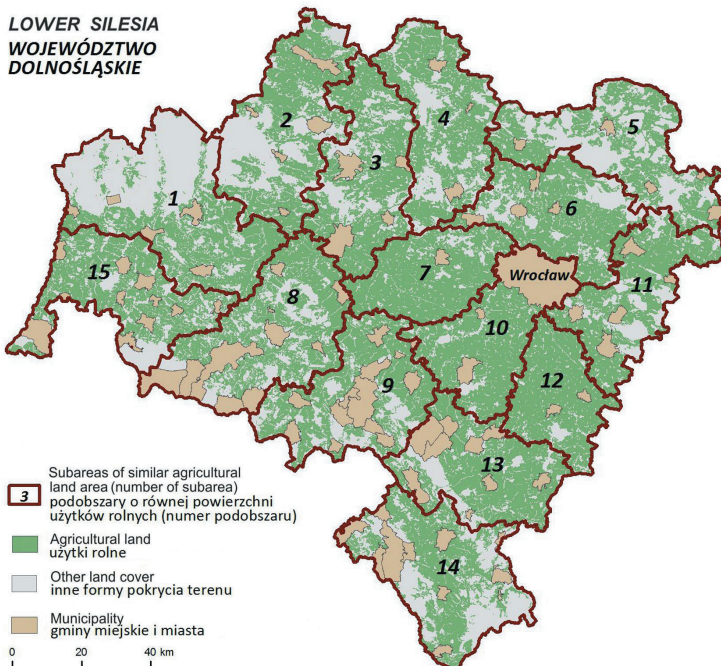 LOWER SILESIA
WOJEWÓDZTWO
DOLNOŚLĄSKIE
2
4
5
3
1
6
15
7
Wrocław
11
8
10
12
9
13
14
3
Subareas of similar agricultural
land area (number of subarea)
podobszary o równej powierzchni
użytków rolnych (numer podobszaru)
Agricultural land
użytki rolne
Other land cover
inne formy pokrycia terenu
Municipality
gminy miejskie i miasta
0 20 40 km